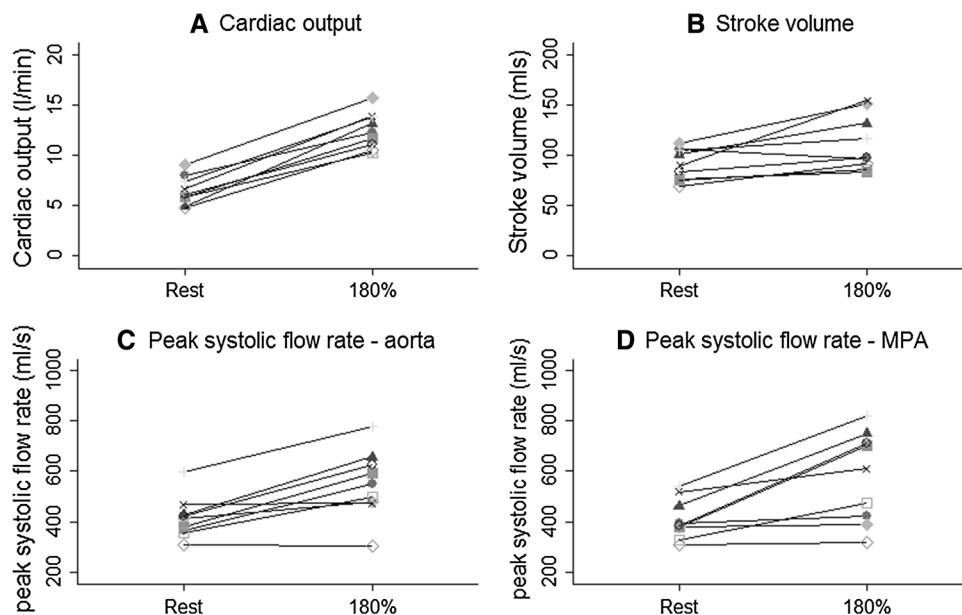 A Cardiac output
Cardiac output (l/min)
20
15
10
5
0
Rest 180%
B Stroke volume
Stroke volume (mls)
200
150
100
50
0
Rest 180%
C Peak systolic flow rate - aorta
peak systolic flow rate (ml/s)
1000
800
600
400
200
Rest 180%
D Peak systolic flow rate - MPA
peak systolic flow rate (ml/s)
1000
800
600
400
200
Rest 180%